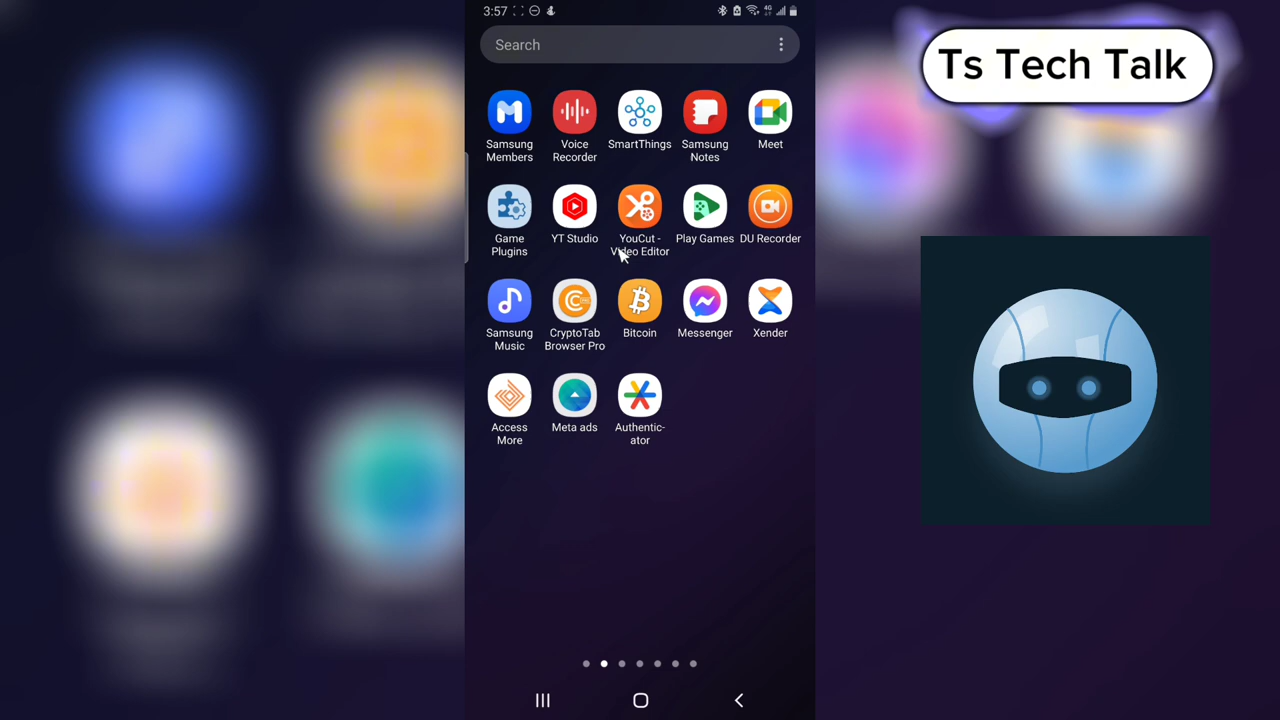 3:57
4G
Search
Ts Tech Talk
Samsung Members
Voice Recorder
SmartThings
Samsung Notes
Meet
Game Plugins
YT Studio
YouCut - Video Editor
Play Games
DU Recorder
Samsung Music
CryptoTab Browser Pro
Bitcoin
Messenger
Xender
Access More
Meta ads
Authentic-
ator